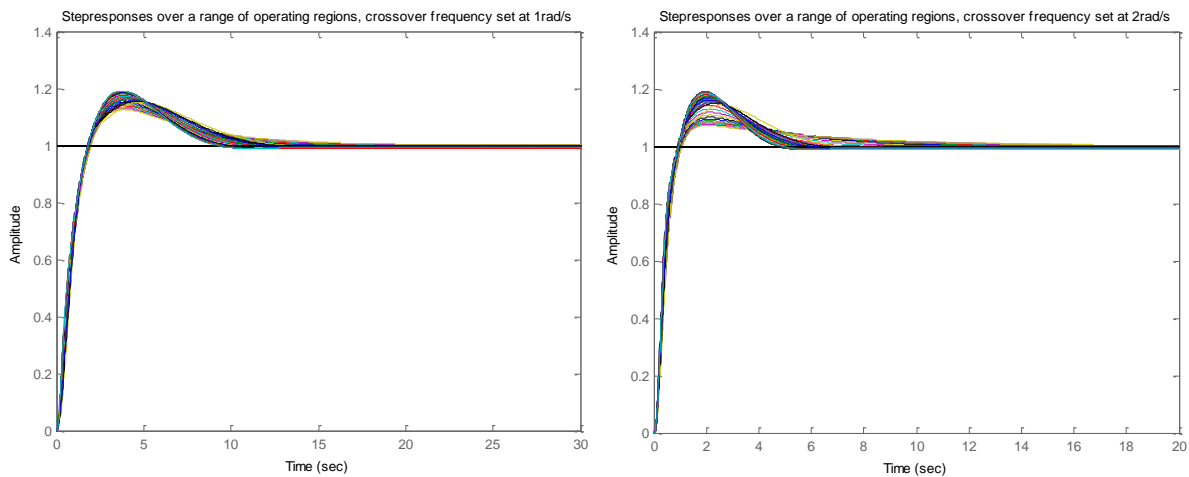 Stepresponses over a range of operating regions, crossover frequency set at 1rad/s
1.4
1.2
1
0.8
0.6
0.4
0.2
0
Amplitude
0 5 10 15 20 25 30
Time (sec)
Stepresponses over a range of operating regions, crossover frequency set at 2rad/s
1.4
1.2
1
0.8
0.6
0.4
0.2
0
Amplitude
0 2 4 6 8 10 12 14 16 18 20
Time (sec)